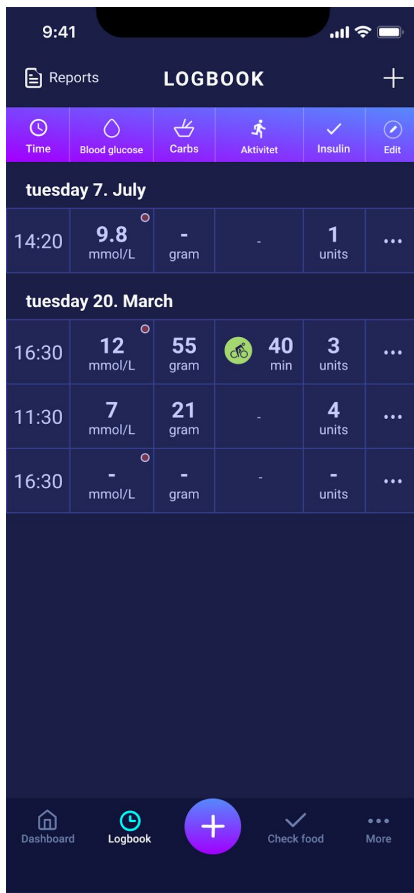 9:41
Reports LOGBOOK
Time Blood glucose Carbs Aktivitet Insulin Edit
tuesday 7. July
14:20 9.8 - - 1
mmol/L gram units
tuesday 20. March
16:30 12 55 40 3
mmol/L gram min units
11:30 7 21 - 4
mmol/L gram units
16:30 - - - -
mmol/L gram units
Dashboard Logbook Check food More